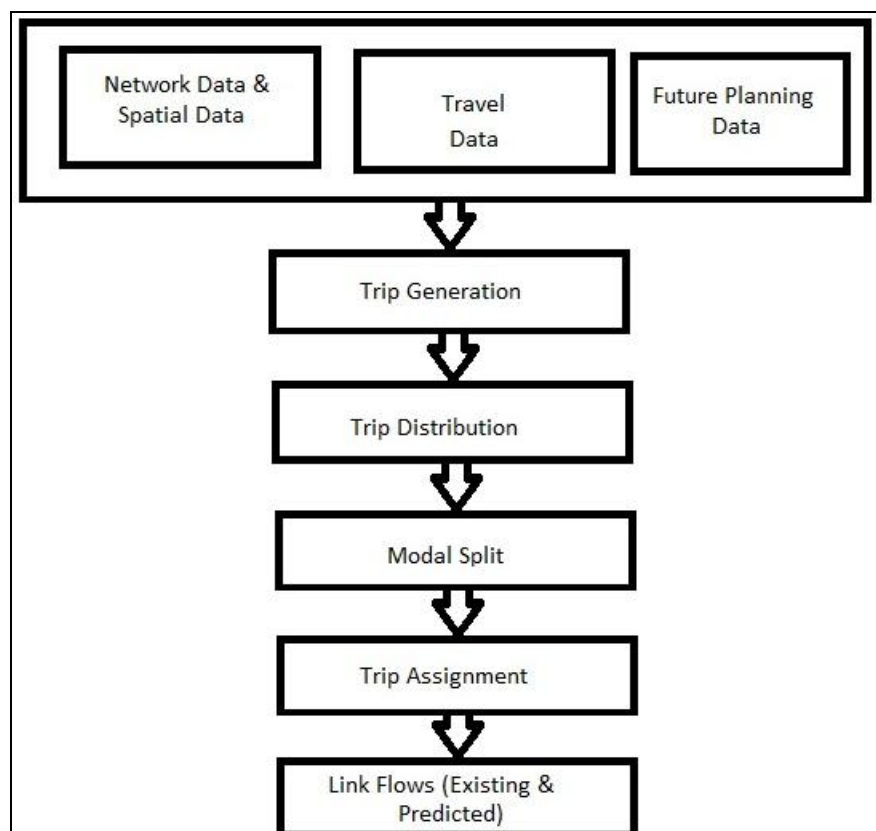 Network Data &
Spatial Data
Travel
Data
Future Planning
Data
Trip Generation
Trip Distribution
Modal Split
Trip Assignment
Link Flows (Existing &
Predicted)